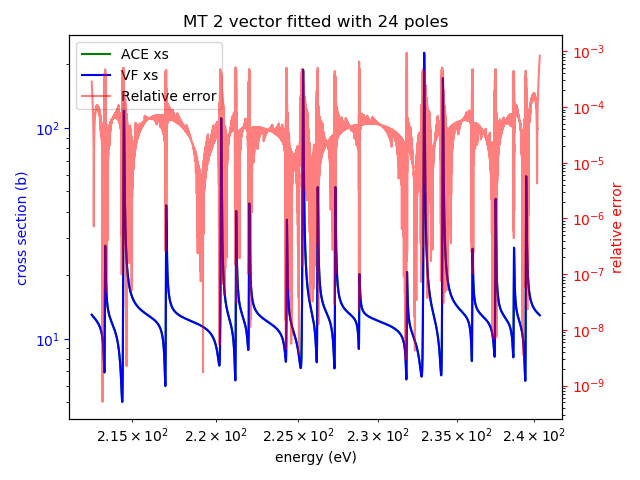 MT 2 vector fitted with 24 poles
ACE xs
VF xs
Relative error
10²
10¹
cross section (b)
10⁻³
10⁻⁴
10⁻⁵
10⁻⁶
10⁻⁷
10⁻⁸
10⁻⁹
relative error
2.15 × 10² 2.2 × 10² 2.25 × 10² 2.3 × 10² 2.35 × 10² 2.4 × 10²
energy (eV)